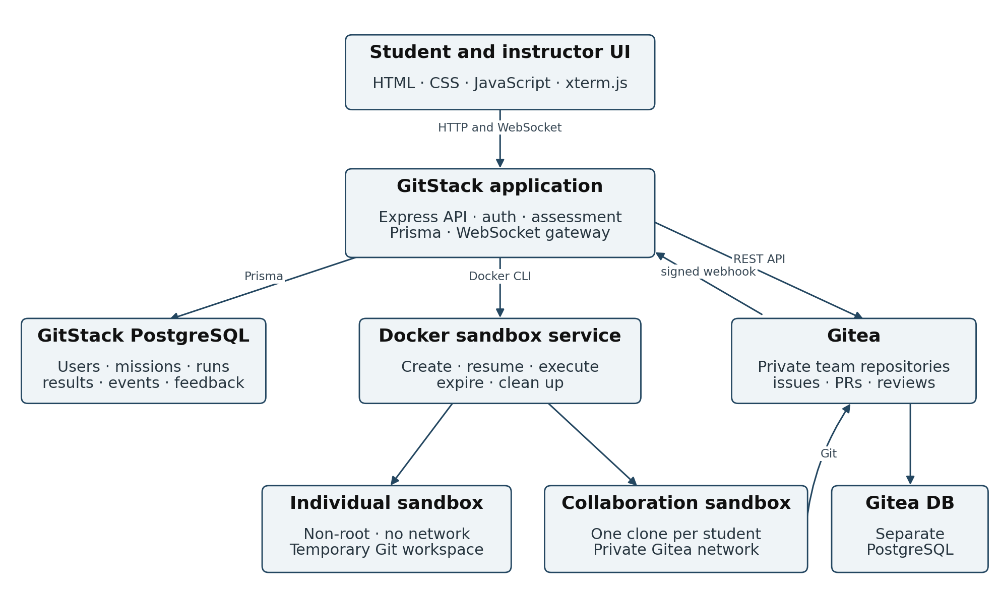 Student and instructor UI
HTML · CSS · JavaScript · xterm.js
HTTP and WebSocket
GitStack application
Express API · auth · assessment
Prisma · WebSocket gateway
REST API
signed webhook
Prisma
Docker CLI
GitStack PostgreSQL
Users · missions · runs
results · events · feedback
Docker sandbox service
Create · resume · execute
expire · clean up
Gitea
Private team repositories
issues · PRs · reviews
Git
Individual sandbox
Non-root · no network
Temporary Git workspace
Collaboration sandbox
One clone per student
Private Gitea network
Gitea DB
Separate
PostgreSQL